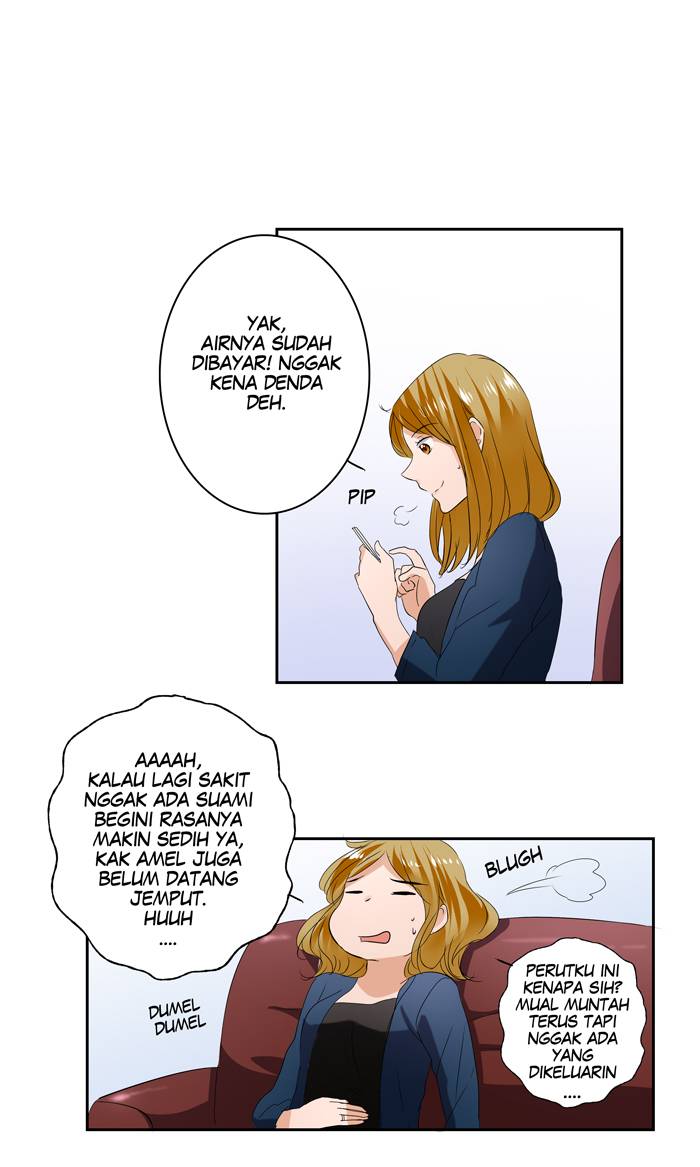 YAK,
AIRNYA SUDAH
DIBAYAR! NGGAK
KENA DENDA
DEH.
PIP
AAAAH,
KALAU LAGI SAKIT
NGGAK ADA SUAMI
BEGINI RASANYA
MAKIN SEDIH YA,
KAK AMEL JUGA
BELUM DATANG
JEMPUT.
HUUH
....
BLUGH
DUMEL
DUMEL
PERUTKU INI
KENAPA SIH?
MUAL MUNTAH
TERUS TAPI
NGGAK ADA
YANG
DIKELUARIN
....